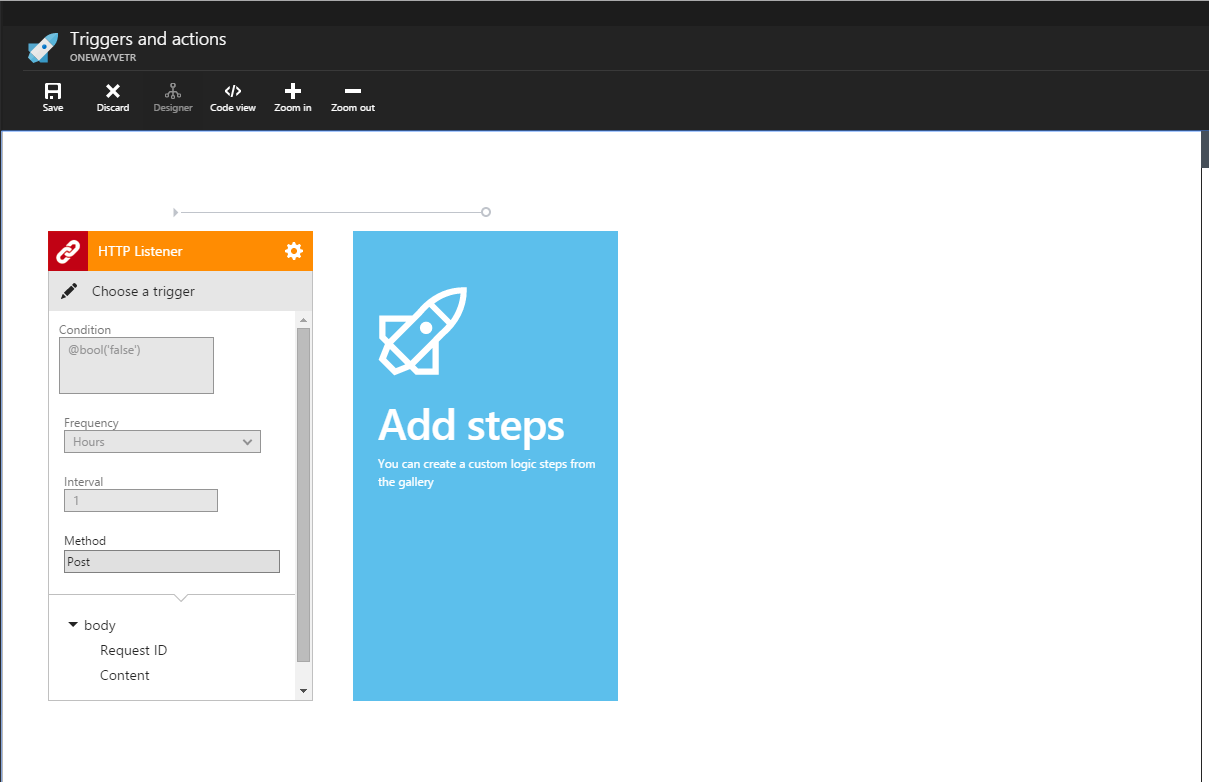 Triggers and actions
ONEWAYVETR
Save
Discard
Designer
Code view
Zoom in
Zoom out
HTTP Listener
Choose a trigger
Condition
@bool('false')
Frequency
Hours
Interval
1
Method
Post
body
Request ID
Content
Add steps
You can create a custom logic steps from
the gallery